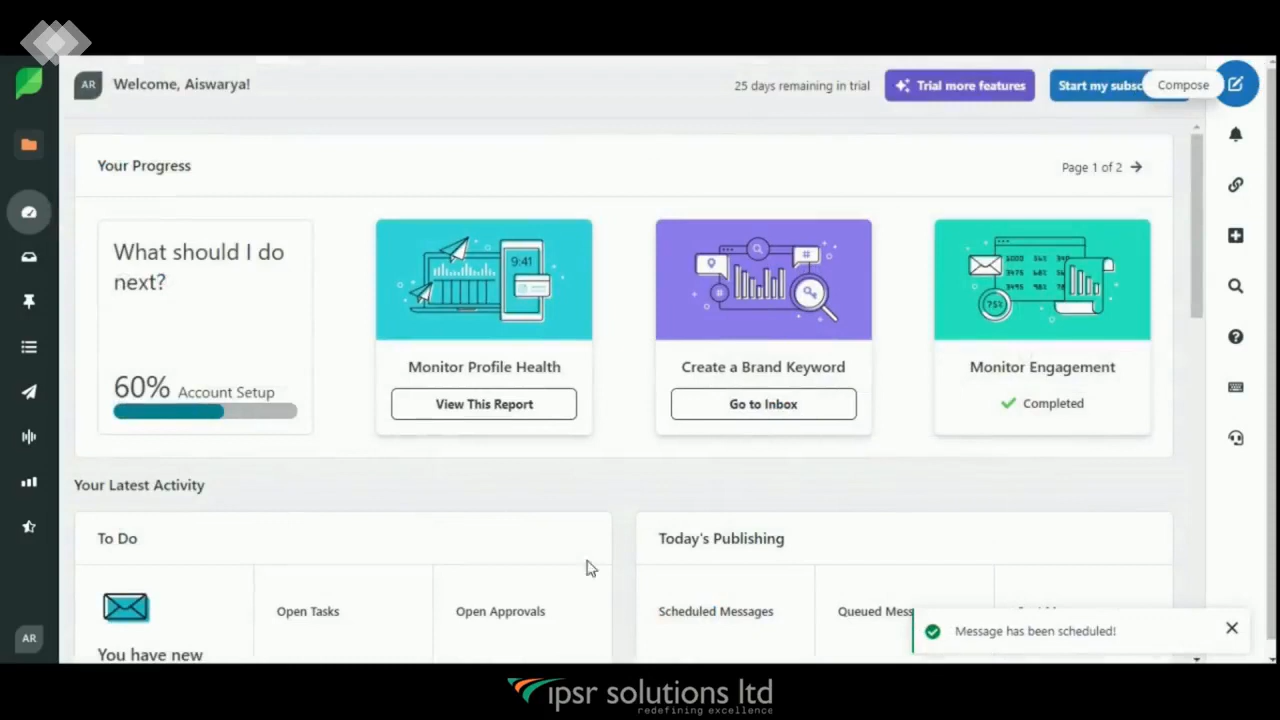 AR
Welcome, Aiswarya!
25 days remaining in trial
Trial more features
Start my subsc
Compose
Your Progress
Page 1 of 2
What should I do
next?
60% Account Setup
9:41
Monitor Profile Health
View This Report
Create a Brand Keyword
Go to Inbox
75%
Monitor Engagement
Completed
Your Latest Activity
To Do
Today's Publishing
Open Tasks
Open Approvals
Scheduled Messages
Queued Mess
You have new
Message has been scheduled!
AR
ipsr solutions ltd
redefining excellence